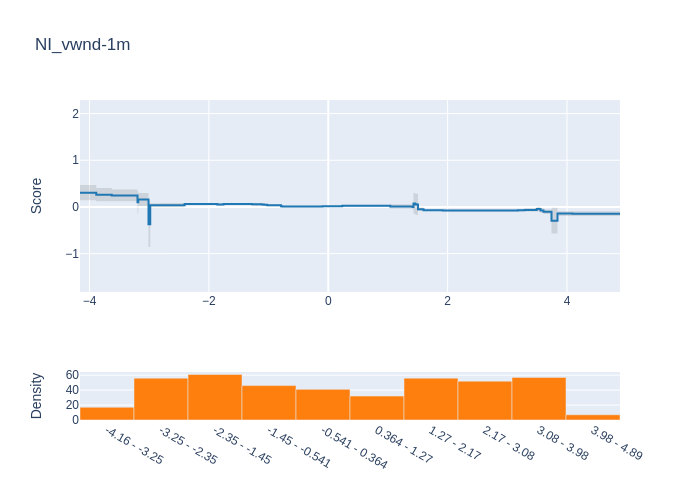 NI_vwnd-1m
Score
2
1
0
−1
−4
−2
0
2
4
Density
60
40
20
0
-4.16 - -3.25
-3.25 - -2.35
-2.35 - -1.45
-1.45 - -0.541
-0.541 - 0.364
0.364 - 1.27
1.27 - 2.17
2.17 - 3.08
3.08 - 3.98
3.98 - 4.89